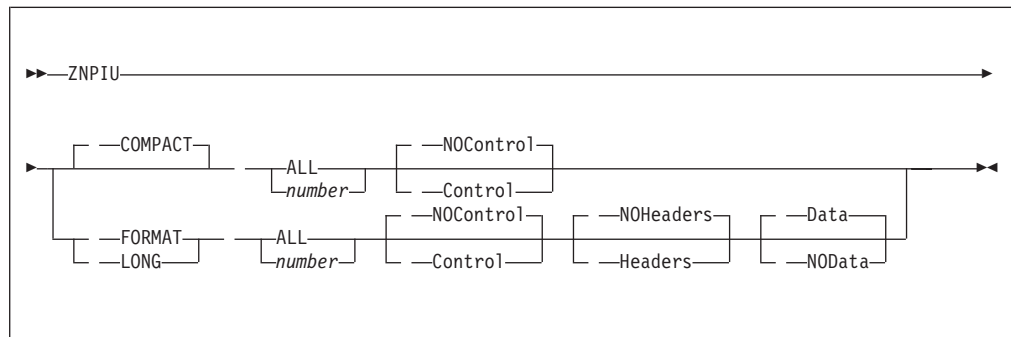 ZNPIU
COMPACT NOControl
ALL
number Control
NOControl NOHeaders Data
FORMAT ALL
LONG number Control Headers NOData